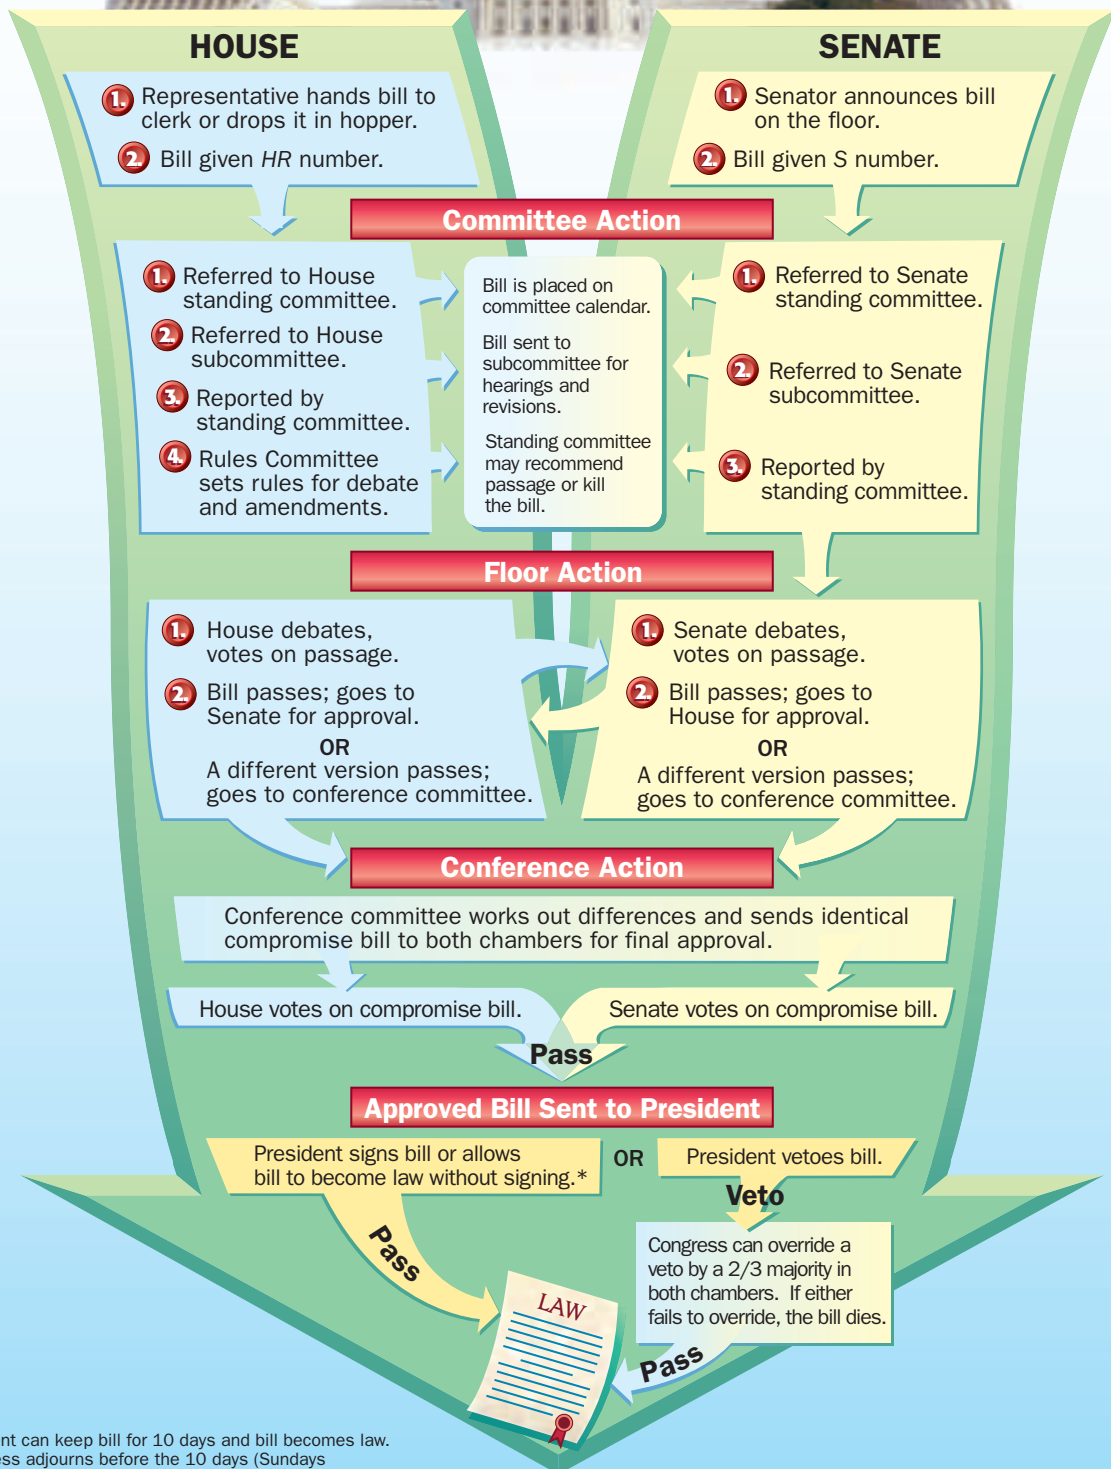 HOUSE
1. Representative hands bill to
clerk or drops it in hopper.
2. Bill given HR number.
SENATE
1. Senator announces bill
on the floor.
2. Bill given S number.
Committee Action
1. Referred to House
standing committee.
2. Referred to House
subcommittee.
3. Reported by
standing committee.
4. Rules Committee
sets rules for debate
and amendments.
Bill is placed on
committee calendar.
Bill sent to
subcommittee for
hearings and
revisions.
Standing committee
may recommend
passage or kill
the bill.
1. Referred to Senate
standing committee.
2. Referred to Senate
subcommittee.
3. Reported by
standing committee.
Floor Action
1. House debates,
votes on passage.
2. Bill passes; goes to
Senate for approval.
OR
A different version passes;
goes to conference committee.
1. Senate debates,
votes on passage.
2. Bill passes; goes to
House for approval.
OR
A different version passes;
goes to conference committee.
Conference Action
Conference committee works out differences and sends identical
compromise bill to both chambers for final approval.
House votes on compromise bill.
Senate votes on compromise bill.
Pass
Approved Bill Sent to President
President signs bill or allows
bill to become law without signing.*
OR
President vetoes bill.
Veto
Pass
Congress can override a
veto by a 2/3 majority in
both chambers. If either
fails to override, the bill dies.
Pass
LAW
can keep bill for 10 days and bill becomes law.
adjourns before the 10 days (Sundays